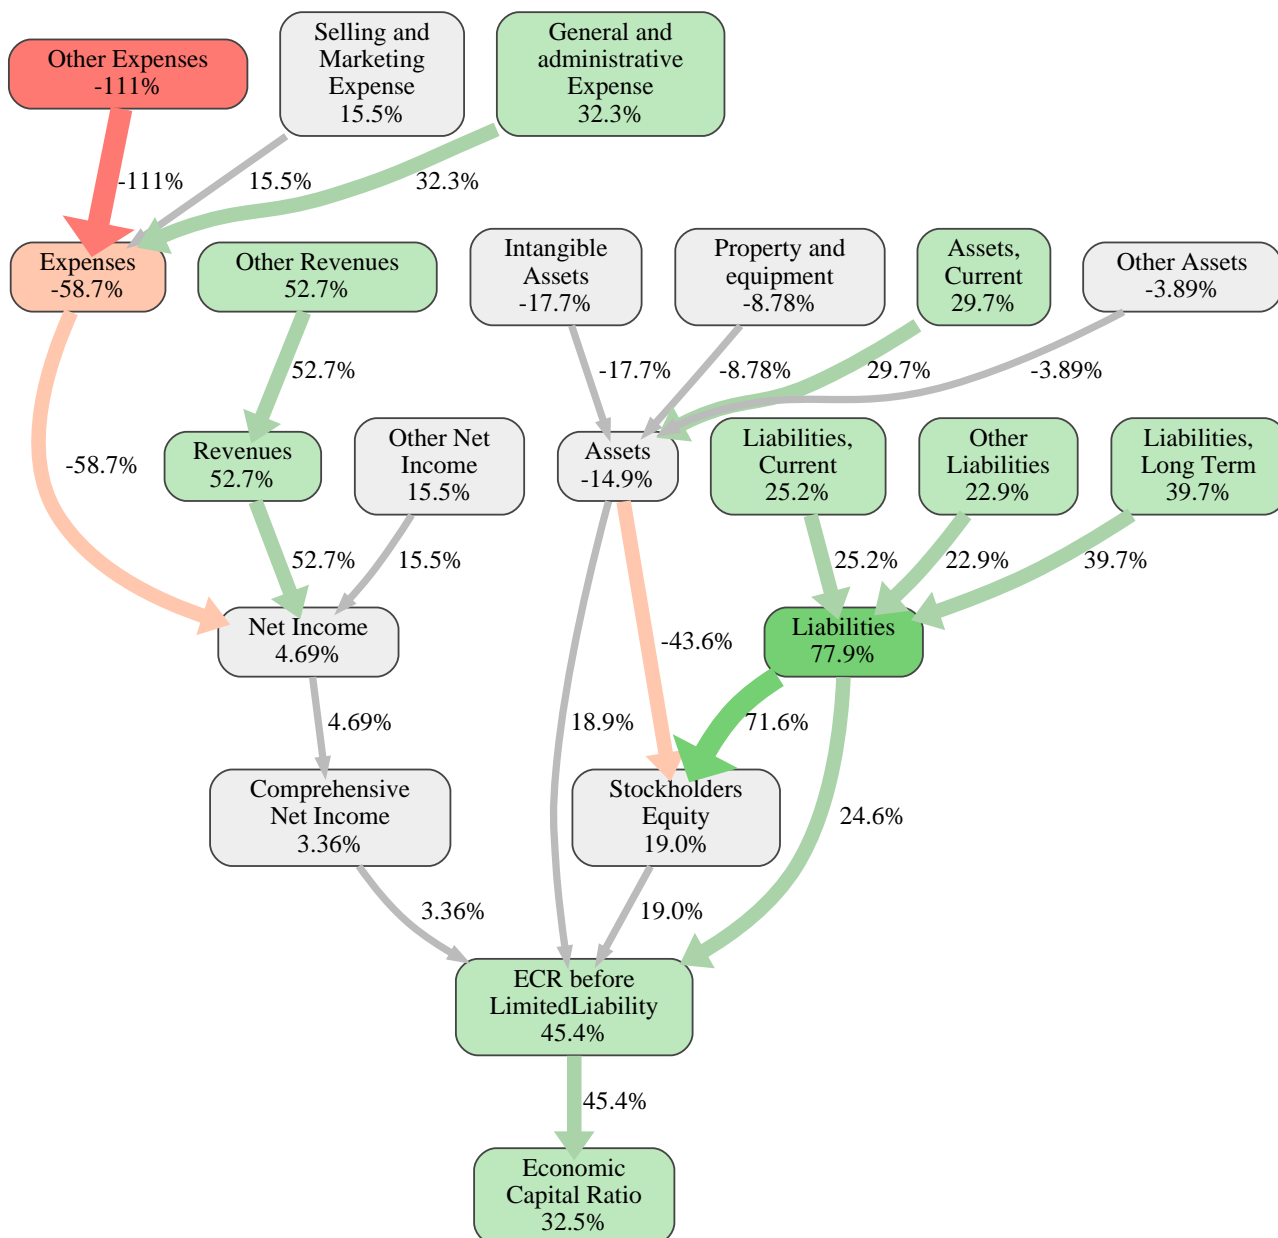 Other Expenses
-111%
Selling and
Marketing
Expense
15.5%
General and
administrative
Expense
32.3%
-111%
15.5%
32.3%
Expenses
-58.7%
Other Revenues
52.7%
Intangible
Assets
-17.7%
Property and
equipment
-8.78%
Assets,
Current
29.7%
Other Assets
-3.89%
52.7%
-17.7%
-8.78%
29.7%
-3.89%
-58.7%
Revenues
52.7%
Other Net
Income
15.5%
Assets
-14.9%
Liabilities,
Current
25.2%
Other
Liabilities
22.9%
Liabilities,
Long Term
39.7%
52.7%
15.5%
25.2%
22.9%
39.7%
Net Income
4.69%
-43.6%
Liabilities
77.9%
4.69%
18.9%
71.6%
Comprehensive
Net Income
3.36%
Stockholders
Equity
19.0%
24.6%
3.36%
19.0%
ECR before
LimitedLiability
45.4%
45.4%
Economic
Capital Ratio
32.5%